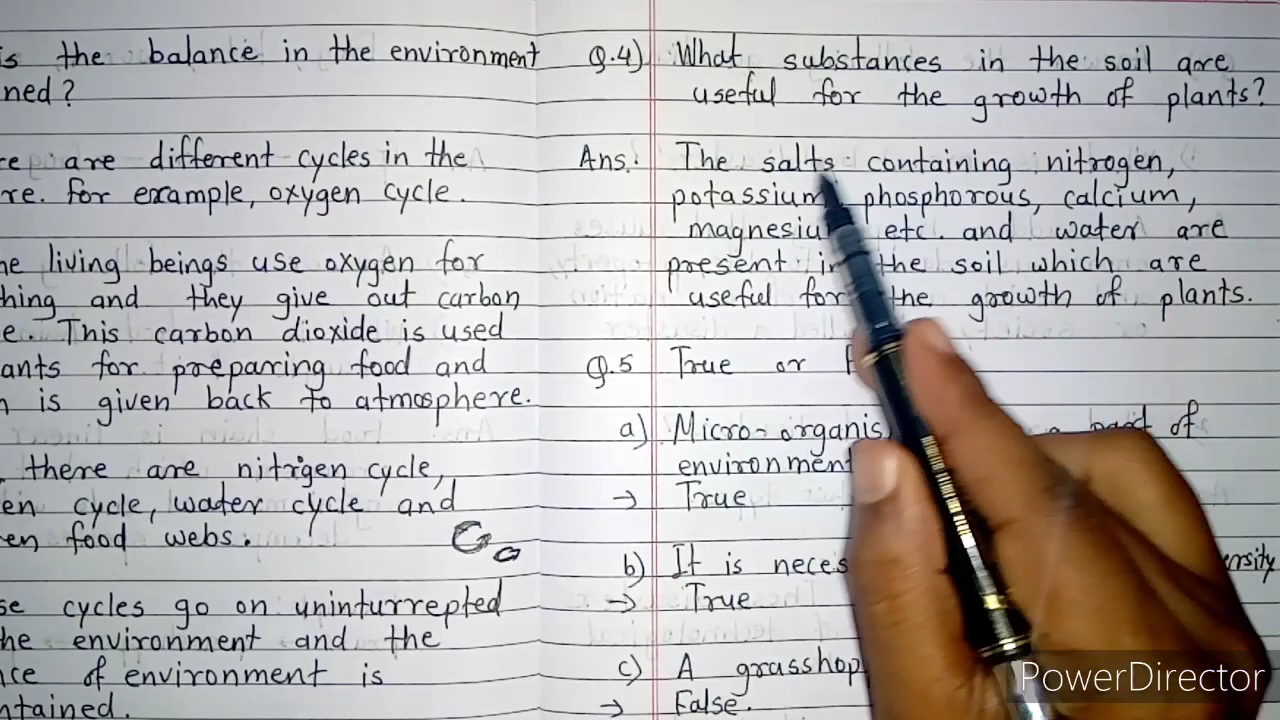 is the balance in the environment
ned?
re are different cycles in the
re. for example, oxygen cycle.
he living beings use oxygen for
hing and they give out carbon
e. This carbon dioxide is used
ants for preparing food and
n is given back to atmosphere.
there are nitrigen cycle,
en cycle, water cycle and
en food webs.
se cycles go on uninturrepted
he environment and the
nce of environment is
ntained.
Q.4) What substances in the soil are
useful for the growth of plants?
Ans: The salts containing nitrogen,
potassium phosphorous, calcium,
magnesiu etc. and water are
present in the soil which are
useful for the growth of plants.
Q.5 True or
a) Micro-organis a part of
environment
→ True
b) It is neces ersity
→ True
c) A grasshop
→ False.
PowerDirector